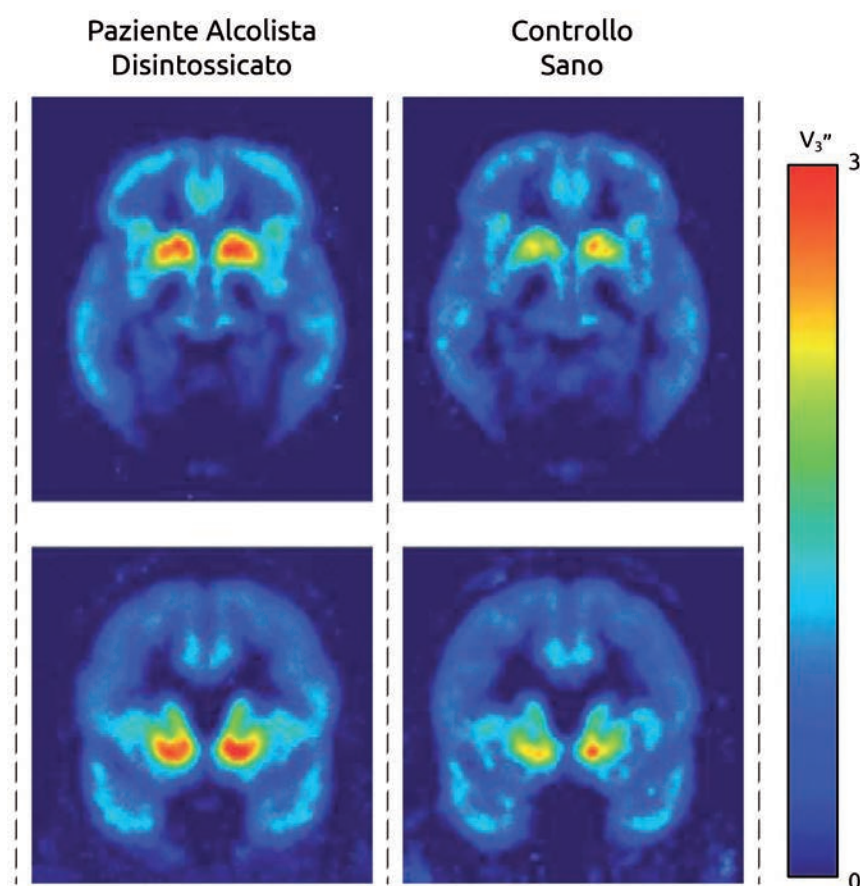 Paziente Alcolista
Disintossicato
Controllo
Sano
V₃"
3
0